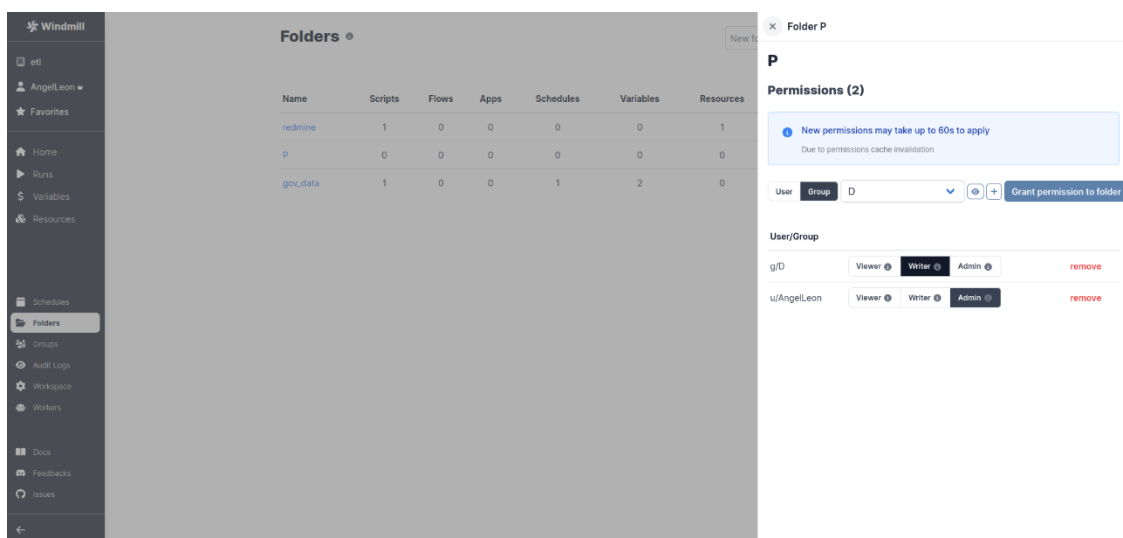 Windmill
etl
AngelLeon
Favorites
Home
Runs
Variables
Resources
Schedules
Folders
Groups
Audit Logs
Workspace
Workers
Docs
Feedbacks
Issues
Folders
New fo
Name Scripts Flows Apps Schedules Variables Resources
redmine 1 0 0 0 0 1
P 0 0 0 0 0 0
gov_data 1 0 0 1 2 0
Folder P
P
Permissions (2)
New permissions may take up to 60s to apply
Due to permissions cache invalidation
User Group D Grant permission to folder
User/Group
g/D Viewer Writer Admin remove
u/AngelLeon Viewer Writer Admin remove